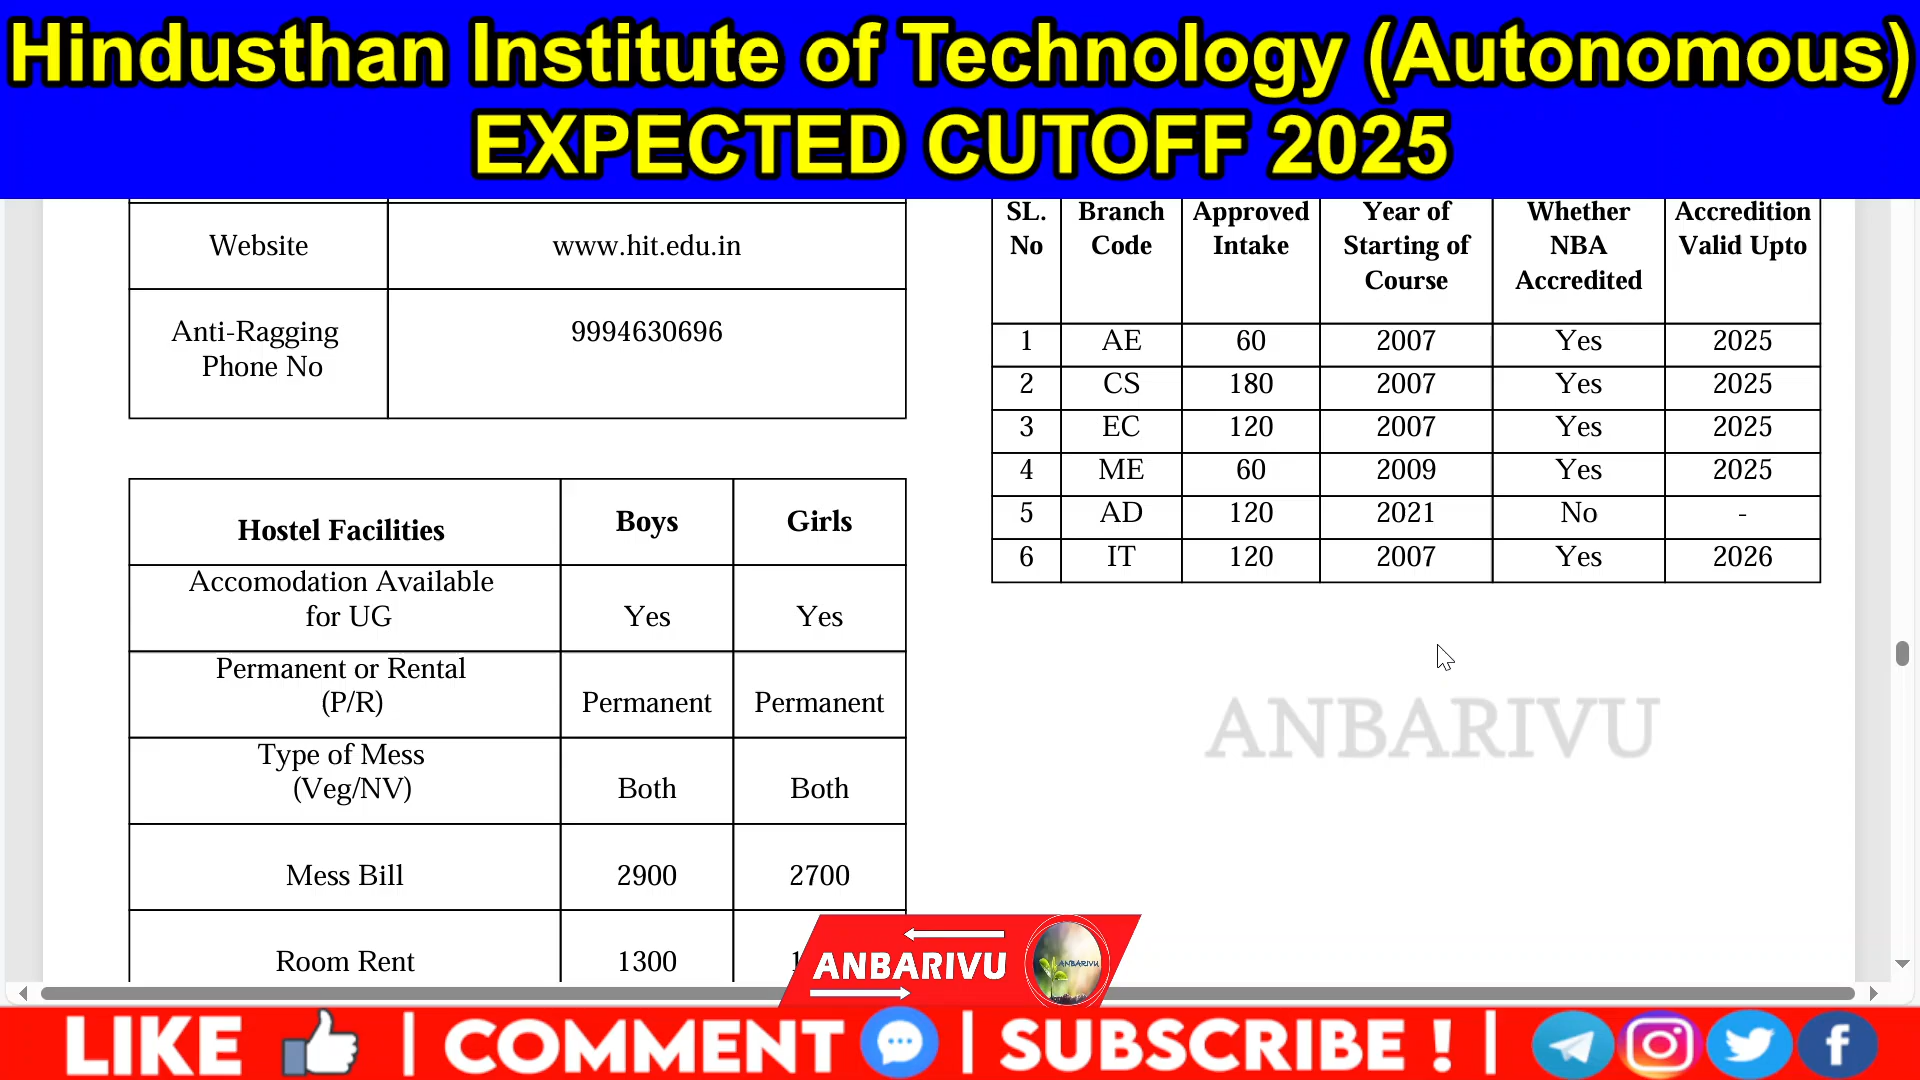 Hindusthan Institute of Technology (Autonomous)
EXPECTED CUTOFF 2025
Website www.hit.edu.in
Anti-Ragging
Phone No
9994630696
Hostel Facilities Boys Girls
Accomodation Available
for UG
Yes Yes
Permanent or Rental
(P/R)
Permanent Permanent
Type of Mess
(Veg/NV)
Both Both
Mess Bill 2900 2700
Room Rent 1300
SL. Branch Approved Year of Whether Accredition
No Code Intake Starting of NBA Valid Upto
Course Accredited
1 AE 60 2007 Yes 2025
2 CS 180 2007 Yes 2025
3 EC 120 2007 Yes 2025
4 ME 60 2009 Yes 2025
5 AD 120 2021 No -
6 IT 120 2007 Yes 2026
ANBARIVU
ANBARIVU
ANBARIVU
LIKE | COMMENT | SUBSCRIBE ! |